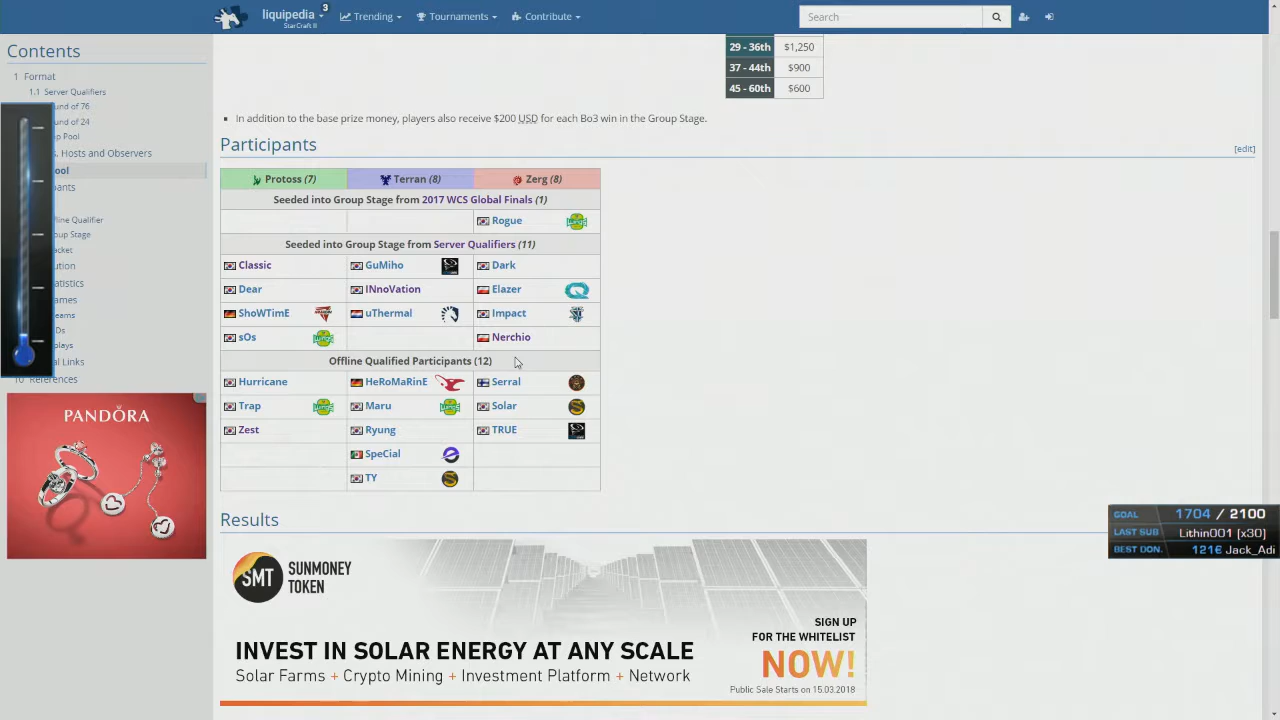 liquipedia
3
StarCraft II
Trending
Tournaments
Contribute
Search
Contents
1 Format
1.1 Server Qualifiers
und of 76
und of 24
p Pool
s, Hosts and Observers
ool
pants
fline Qualifier
up Stage
acket
ution
atistics
ames
eams
Ds
plays
al Links
10 References
PANDÖRA
29 - 36th $1,250
37 - 44th $900
45 - 60th $600
In addition to the base prize money, players also receive $200 USD for each Bo3 win in the Group Stage.
Participants
[edit]
Protoss (7) Terran (8) Zerg (8)
Seeded into Group Stage from 2017 WCS Global Finals (1)
Rogue
Seeded into Group Stage from Server Qualifiers (11)
Classic GuMiho Dark
Dear INnoVation Elazer
ShoWTimE uThermal Impact
sOs Nerchio
Offline Qualified Participants (12)
Hurricane HeRoMaRinE Serral
Trap Maru Solar
Zest Ryung TRUE
SpeCial
TY
Results
SMT SUNMONEY TOKEN
INVEST IN SOLAR ENERGY AT ANY SCALE
Solar Farms + Crypto Mining + Investment Platform + Network
SIGN UP
FOR THE WHITELIST
NOW!
Public Sale Starts on 15.03.2018
GOAL 1704 / 2100
LAST SUB Lithin001 [x30]
BEST DON. 121€ Jack_Adi